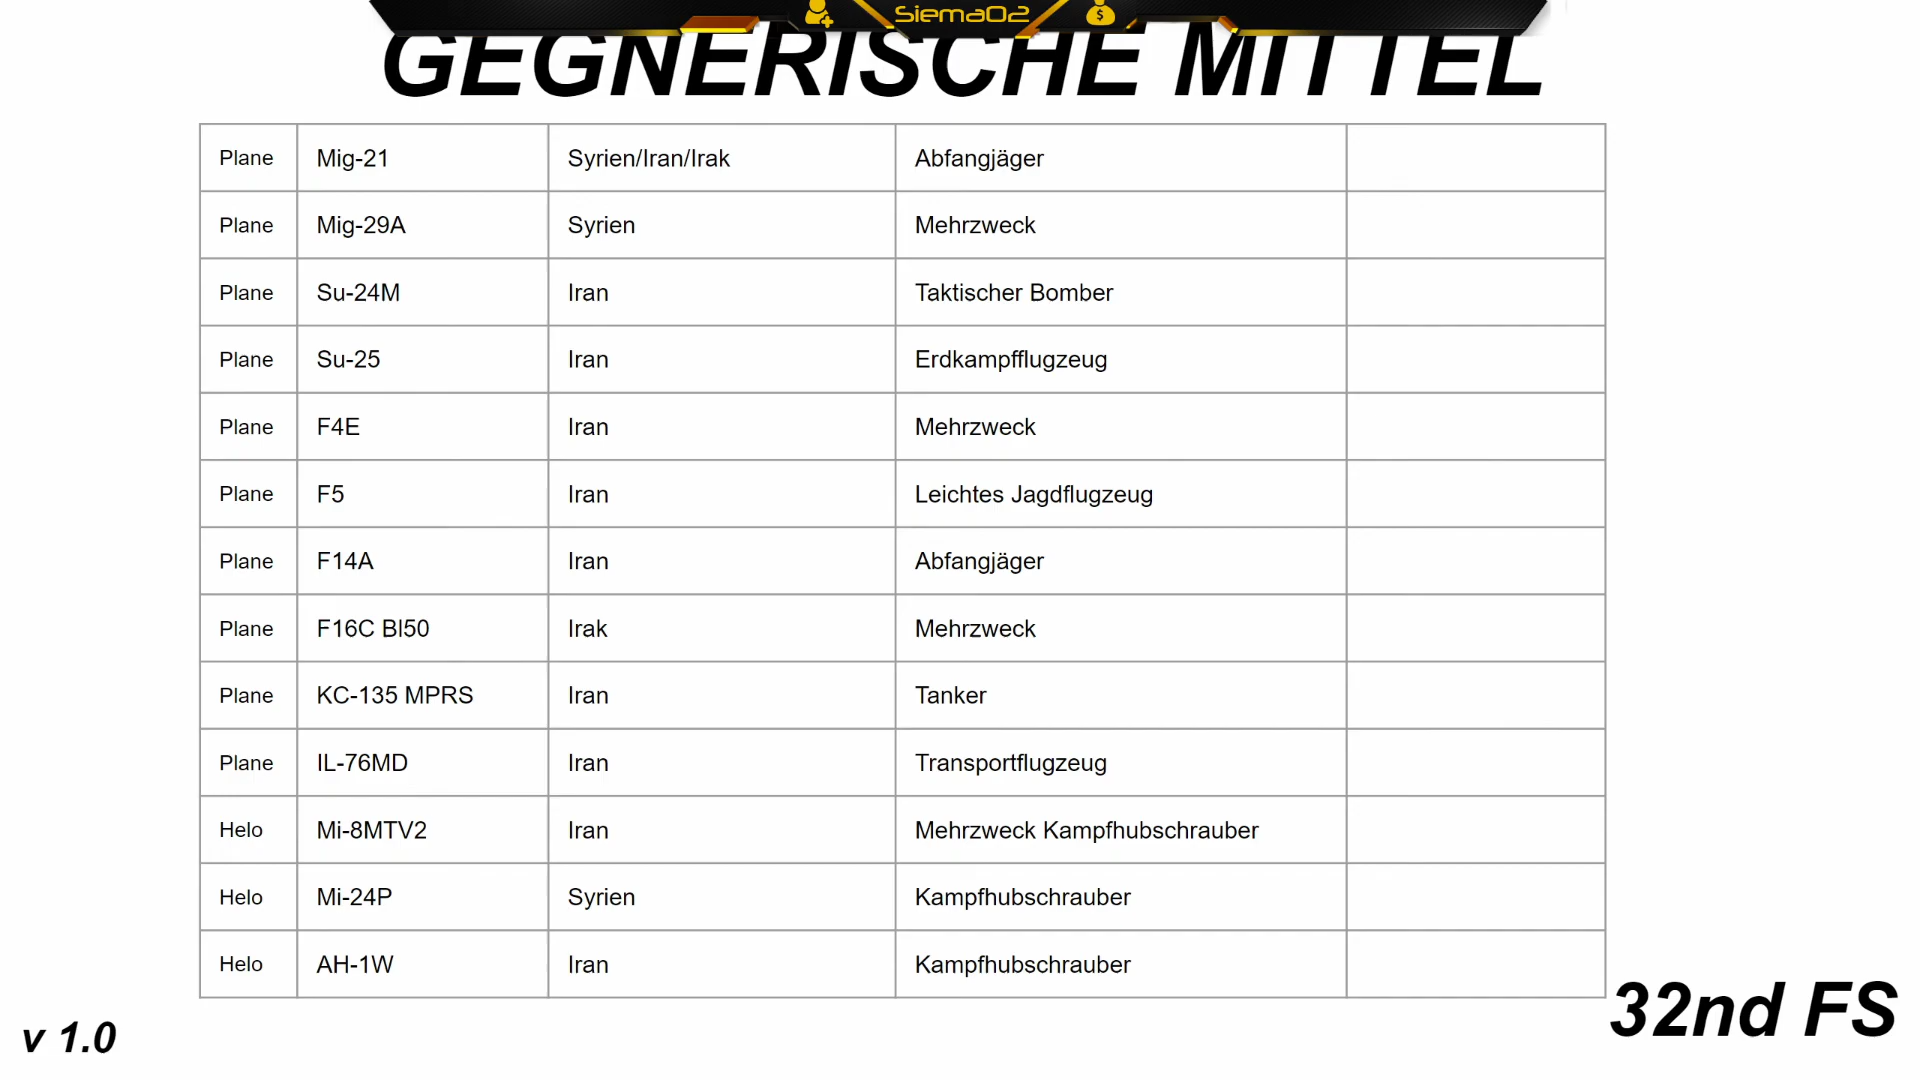 Siema02
GEGNERISCHE MITTEL
Plane Mig-21 Syrien/Iran/Irak Abfangjäger
Plane Mig-29A Syrien Mehrzweck
Plane Su-24M Iran Taktischer Bomber
Plane Su-25 Iran Erdkampfflugzeug
Plane F4E Iran Mehrzweck
Plane F5 Iran Leichtes Jagdflugzeug
Plane F14A Iran Abfangjäger
Plane F16C Bl50 Irak Mehrzweck
Plane KC-135 MPRS Iran Tanker
Plane IL-76MD Iran Transportflugzeug
Helo Mi-8MTV2 Iran Mehrzweck Kampfhubschrauber
Helo Mi-24P Syrien Kampfhubschrauber
Helo AH-1W Iran Kampfhubschrauber
v 1.0
32nd FS